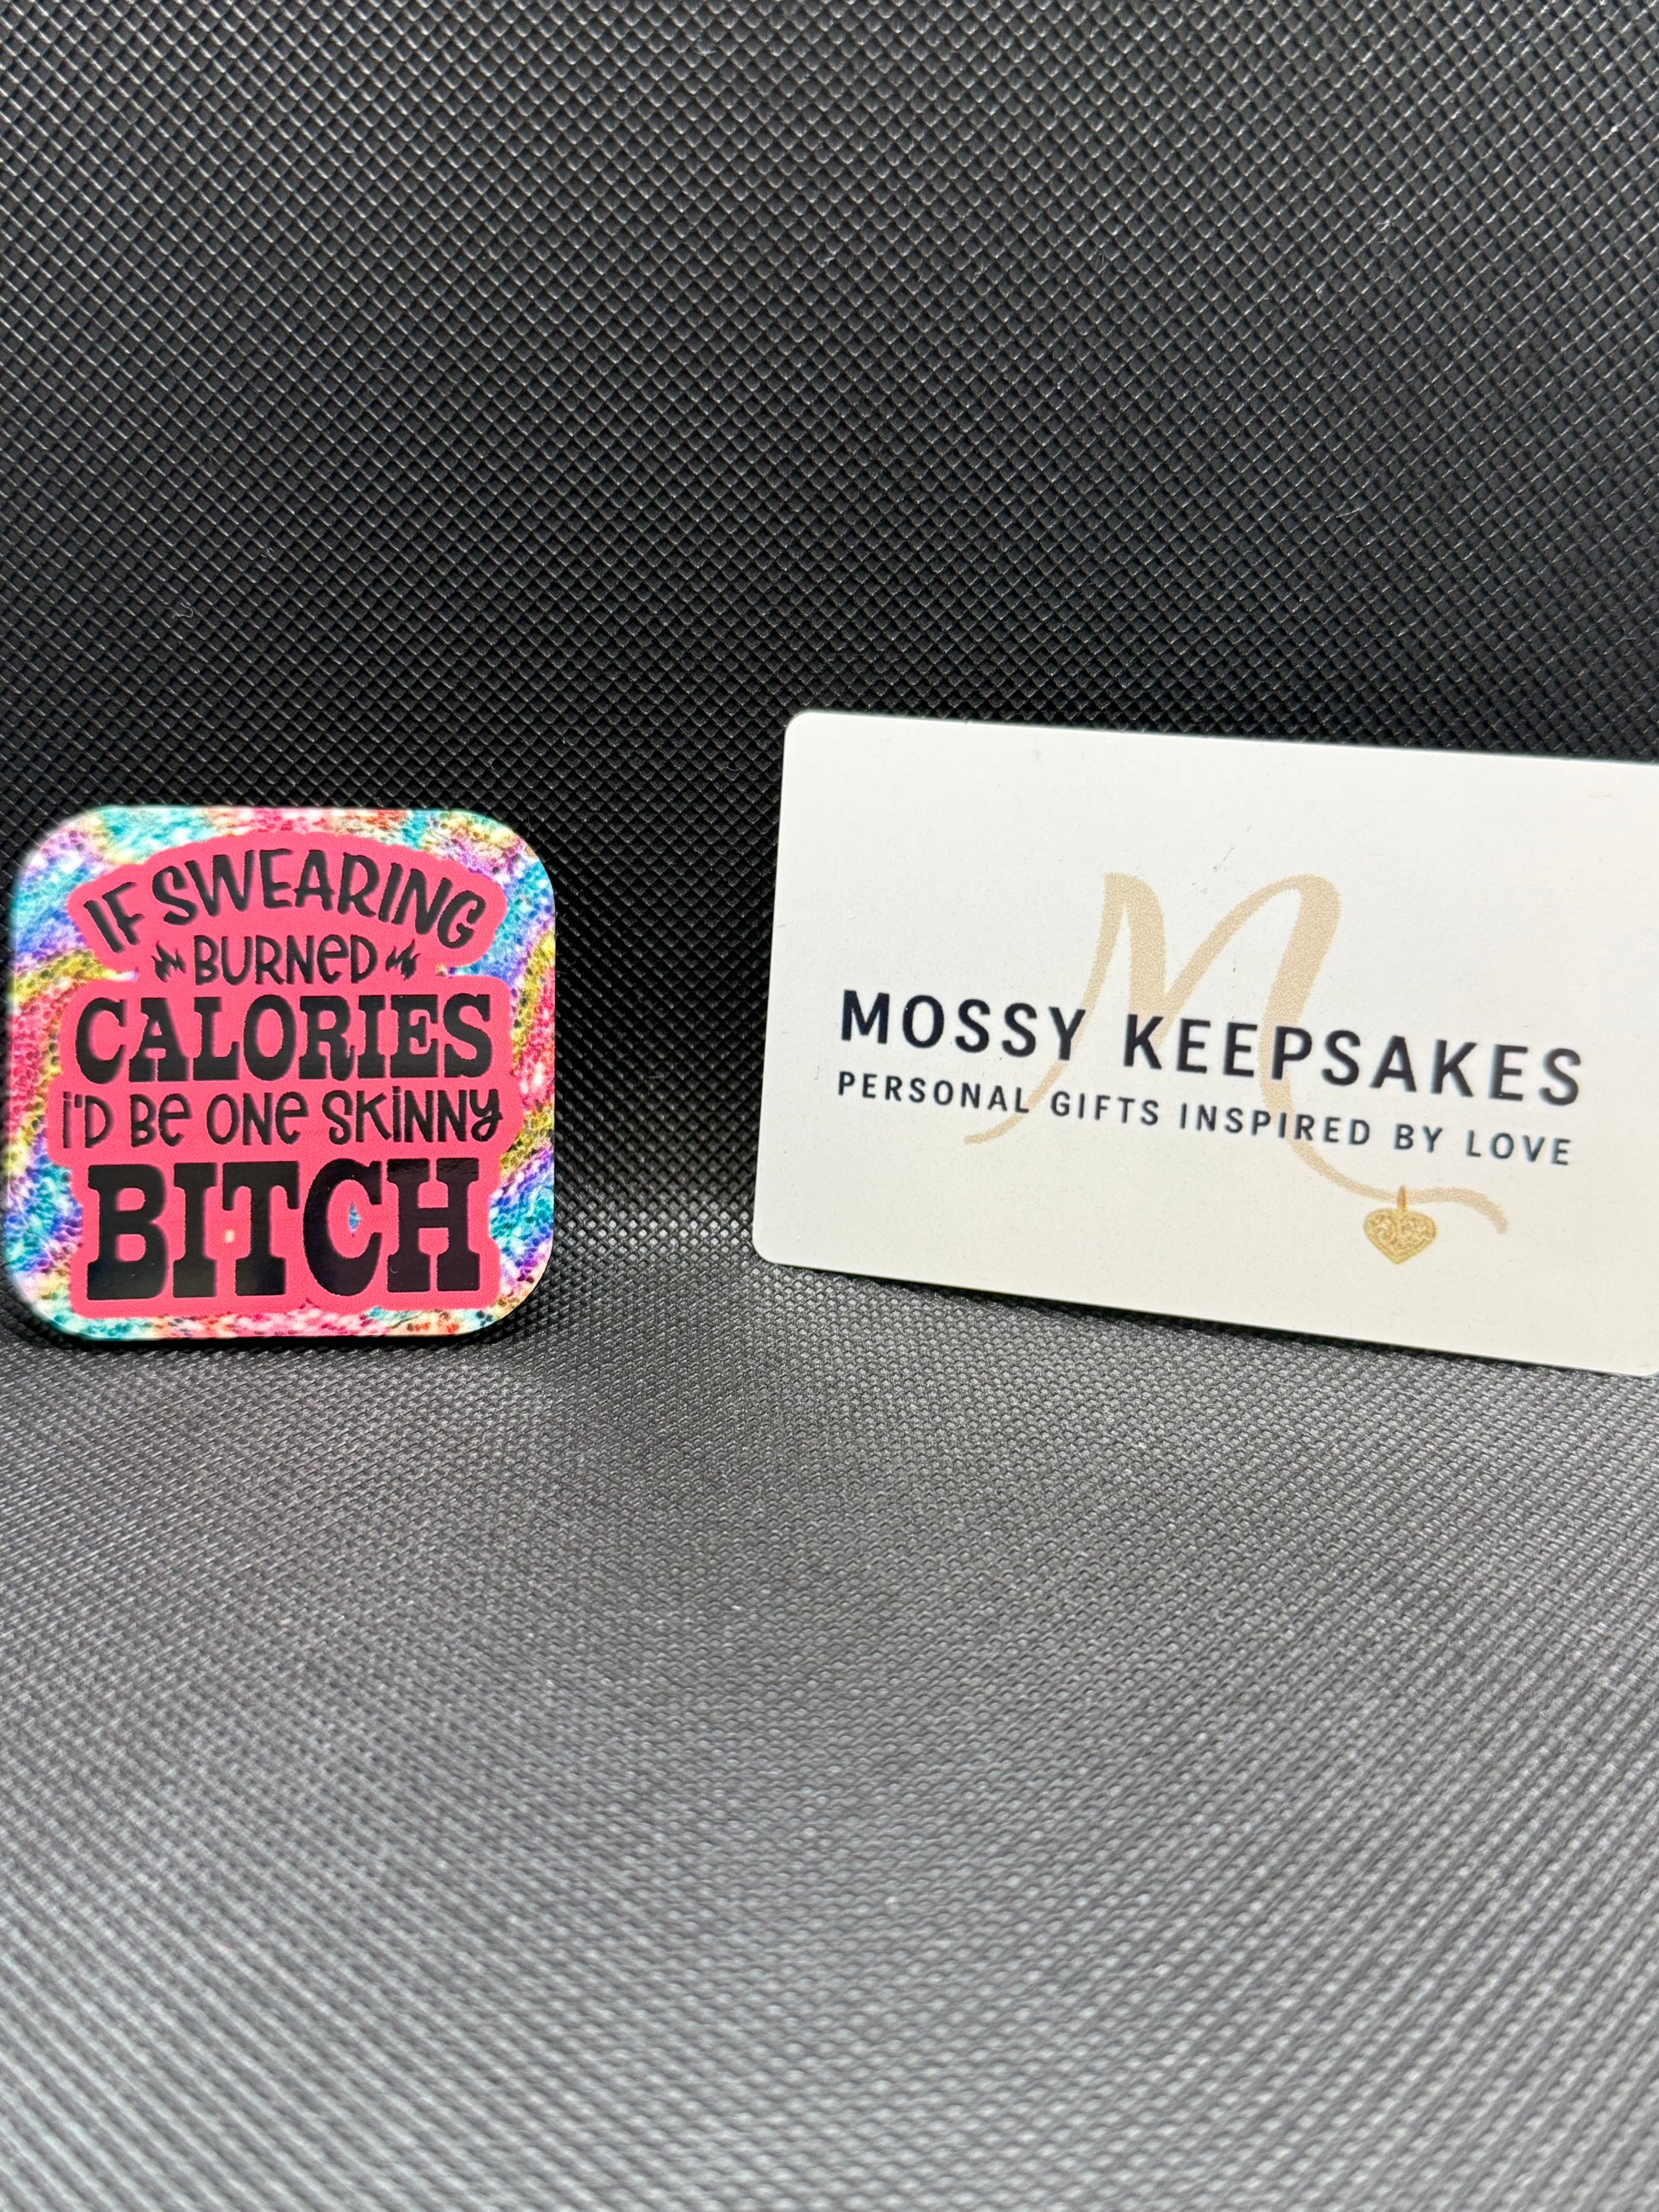 IF SWEARING
BURNeD
CALORIES
i'D Be ONe SKiNNY
BITCH
M
MOSSY KEEPSAKES
PERSONAL GIFTS INSPIRED BY LOVE